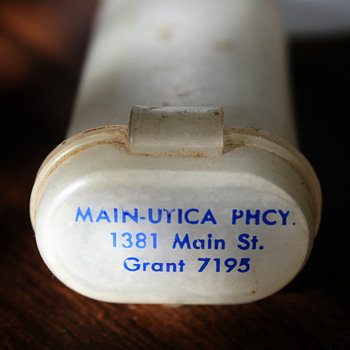 MAIN-UTICA PHCY.
1381 Main St.
Grant 7195